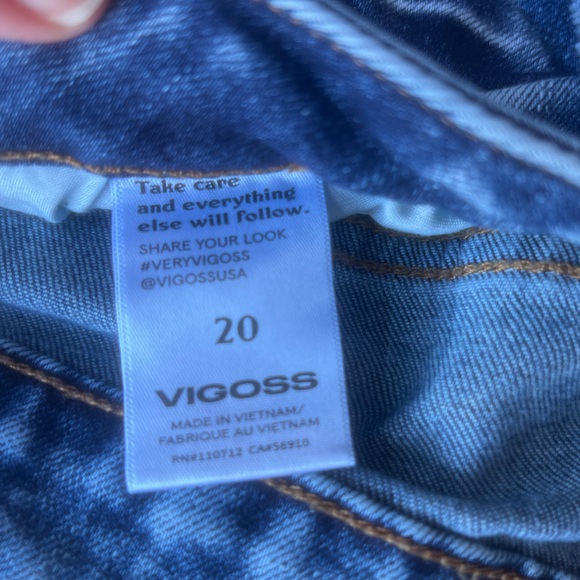 Take care
and everything
else will follow.
SHARE YOUR LOOK
#VERYVIGOSS
@VIGOSSUSA
20
VIGOSS
MADE IN VIETNAM/
FABRIQUE AU VIETNAM
RN#110712 CA#56910